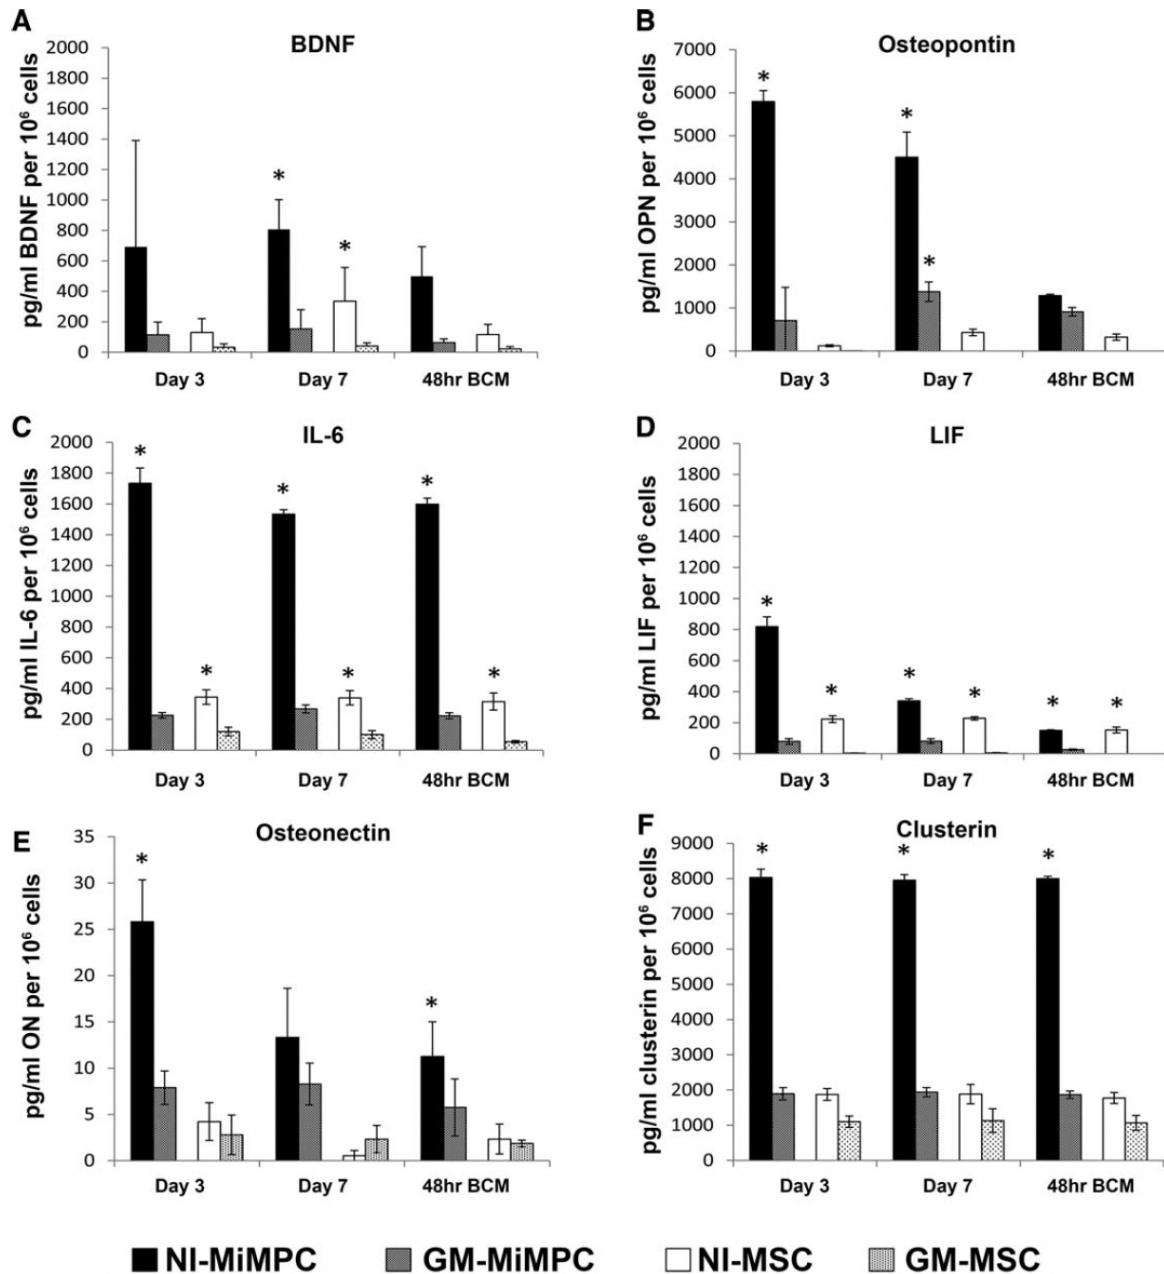 A
BDNF
pg/ml BDNF per 10⁶ cells
2000
1800
1600
1400
1200
1000
800
600
400
200
0
* *
Day 3 Day 7 48hr BCM
B
Osteopontin
pg/ml OPN per 10⁶ cells
7000
6000
5000
4000
3000
2000
1000
0
* * *
Day 3 Day 7 48hr BCM
C
IL-6
pg/ml IL-6 per 10⁶ cells
2000
1800
1600
1400
1200
1000
800
600
400
200
0
* * * * * *
Day 3 Day 7 48hr BCM
D
LIF
pg/ml LIF per 10⁶ cells
2000
1800
1600
1400
1200
1000
800
600
400
200
0
* * * * * *
Day 3 Day 7 48hr BCM
E
Osteonectin
pg/ml ON per 10⁶ cells
35
30
25
20
15
10
5
0
* *
Day 3 Day 7 48hr BCM
F
Clusterin
pg/ml clusterin per 10⁶ cells
9000
8000
7000
6000
5000
4000
3000
2000
1000
0
* * *
Day 3 Day 7 48hr BCM
NI-MiMPC GM-MiMPC NI-MSC GM-MSC